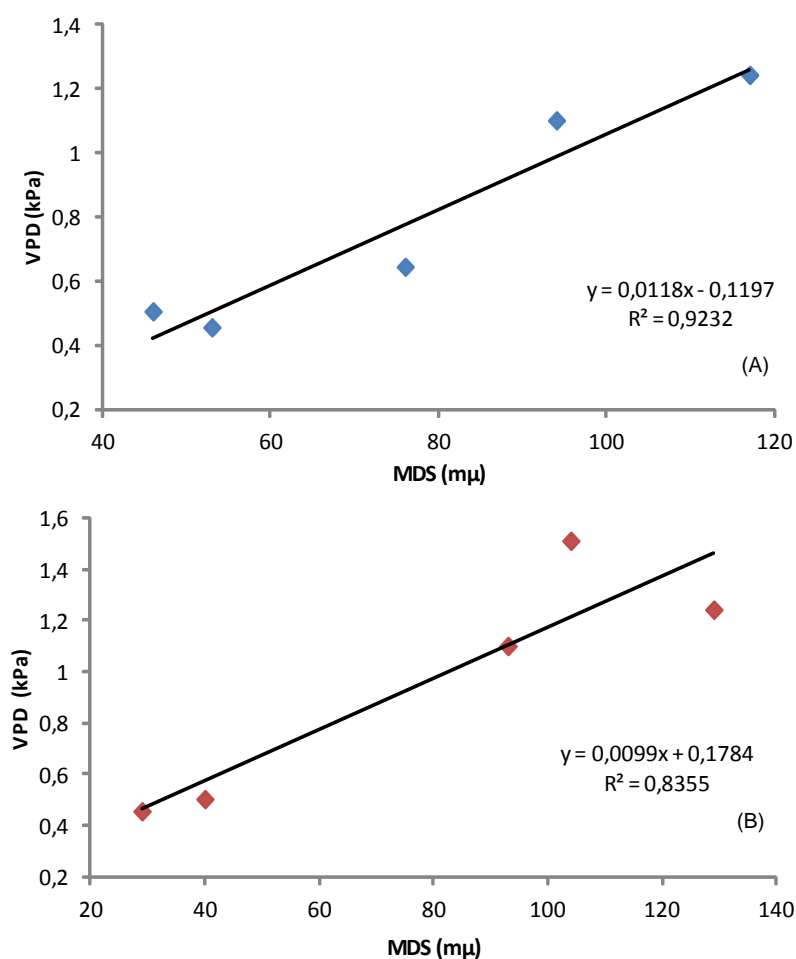 1,4
1,2
1
0,8
0,6
0,4
0,2
VPD (kPa)
y = 0,0118x - 0,1197
R² = 0,9232
(A)
40 60 80 100 120
MDS (mµ)
1,6
1,4
1,2
1
0,8
0,6
0,4
0,2
VPD (kPa)
y = 0,0099x + 0,1784
R² = 0,8355
(B)
20 40 60 80 100 120 140
MDS (mµ)